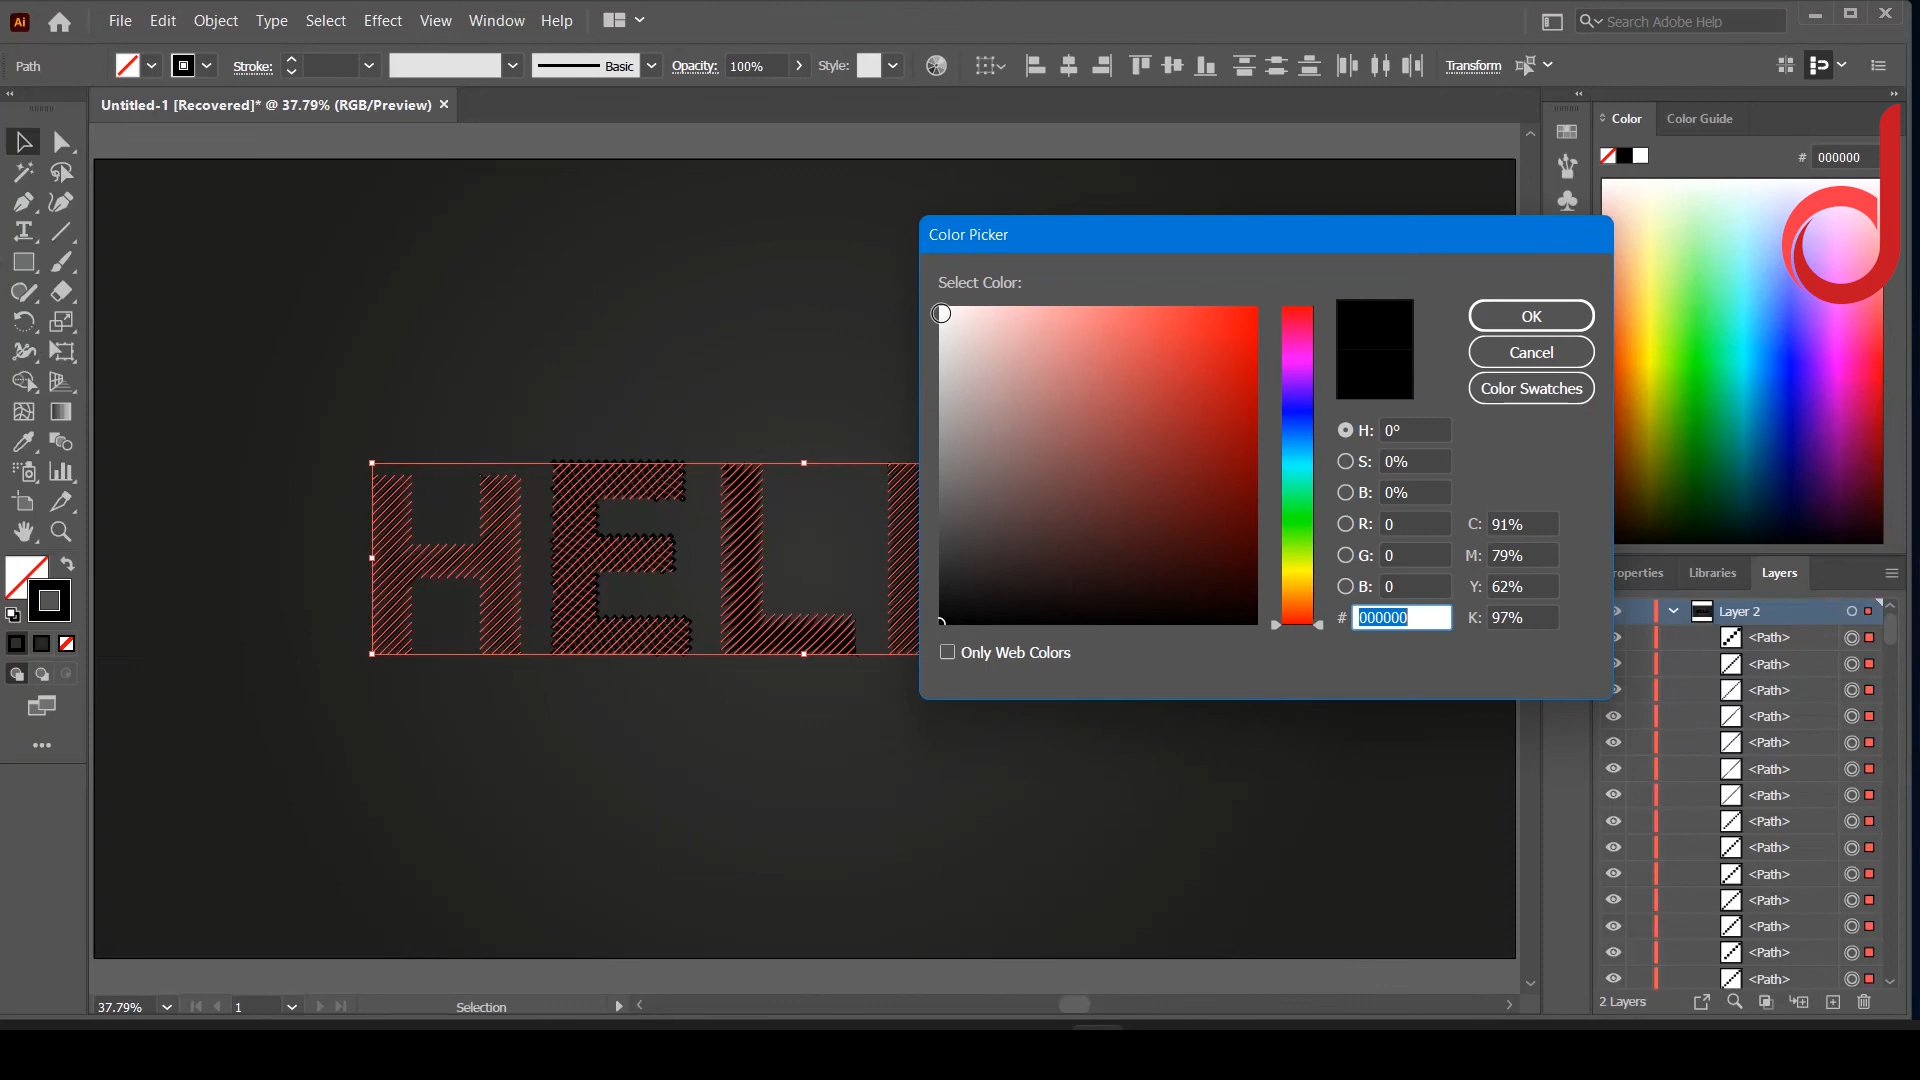 Ai File Edit Object Type Select Effect View Window Help Search Adobe Help
Path Stroke: Basic Opacity: 100% Style: Transform
Untitled-1 [Recovered]* @ 37.79% (RGB/Preview)
Color Color Guide
# 000000
Color Picker
Select Color:
OK
Cancel
Color Swatches
H: 0°
S: 0%
B: 0%
R: 0 C: 91%
G: 0 M: 79%
B: 0 Y: 62%
# 000000 K: 97%
Only Web Colors
HEL
roperties Libraries Layers
Layer 2
<Path>
<Path>
<Path>
<Path>
<Path>
<Path>
<Path>
<Path>
<Path>
<Path>
<Path>
<Path>
<Path>
<Path>
37.79% 1 Selection
2 Layers